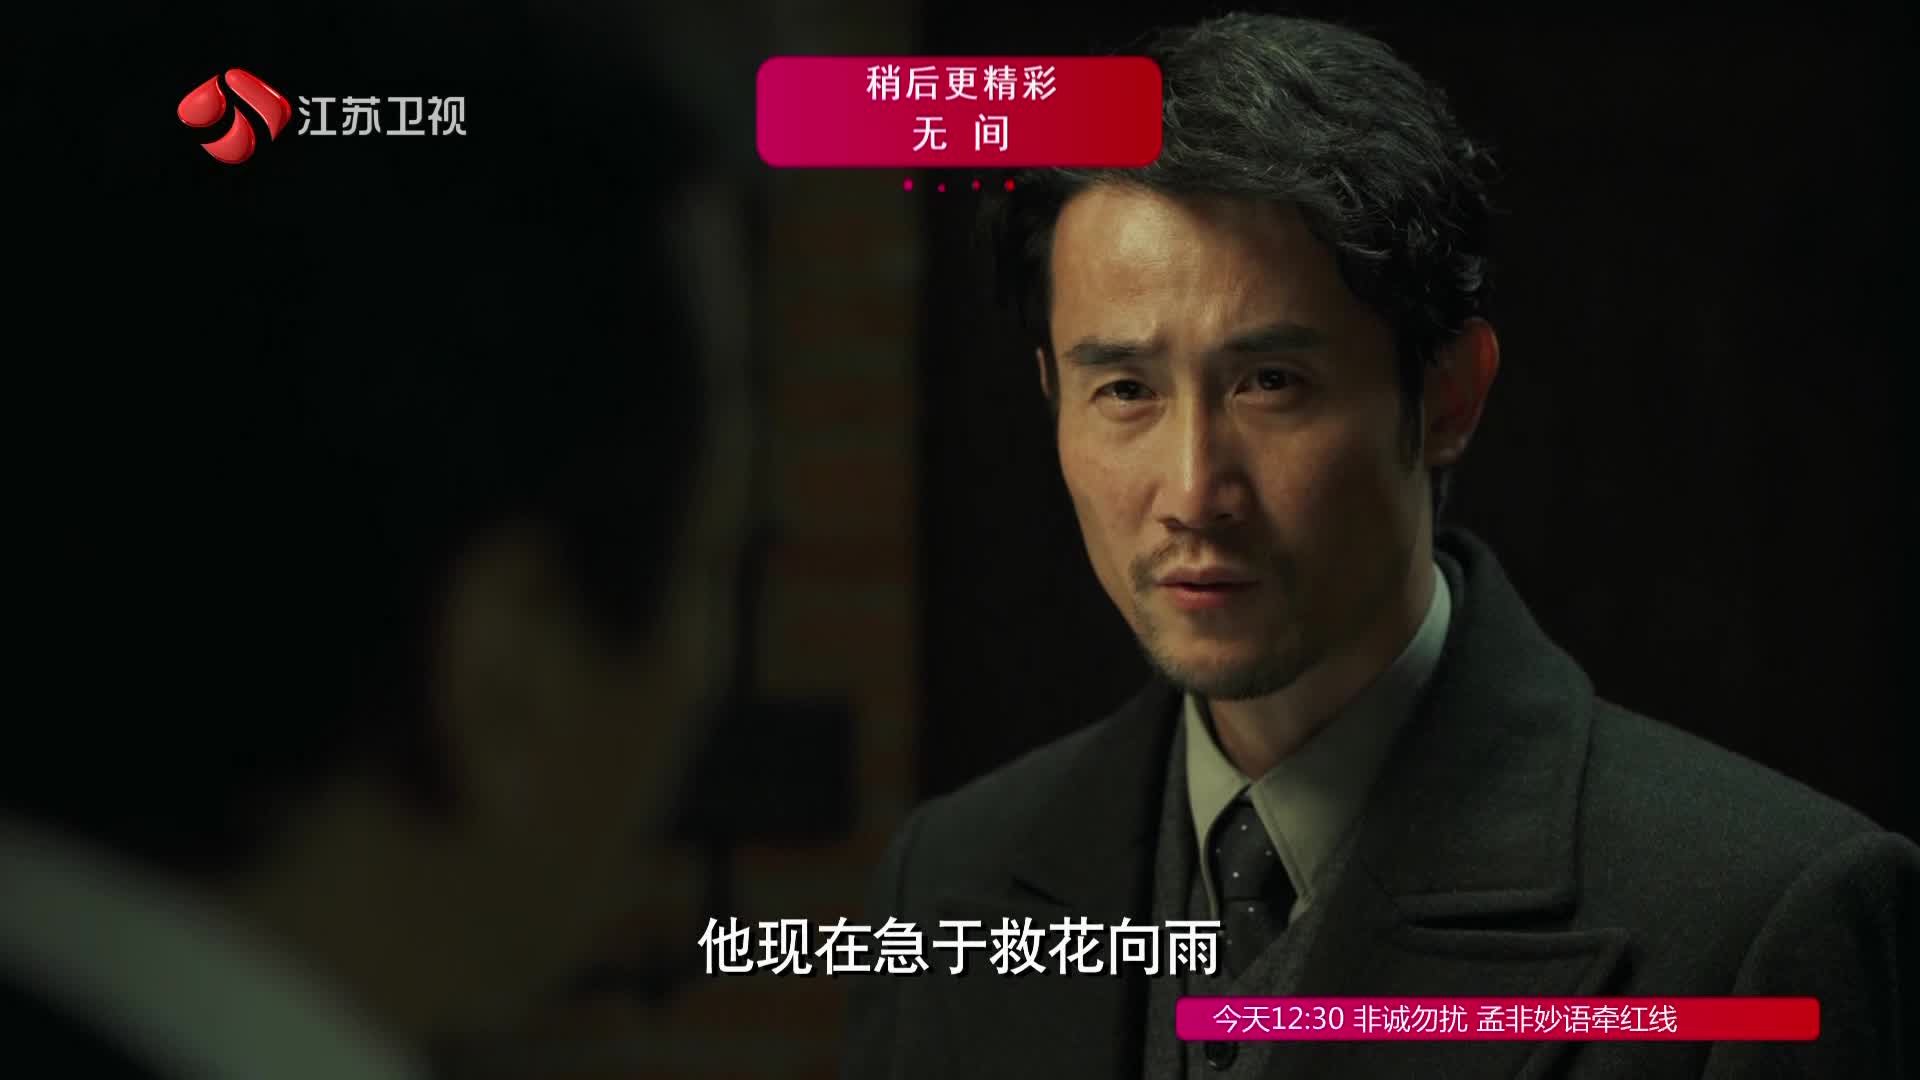 江苏卫视
稍后更精彩
无 间
他现在急于救花向雨
今天12:30 非诚勿扰 孟非妙语牵红线